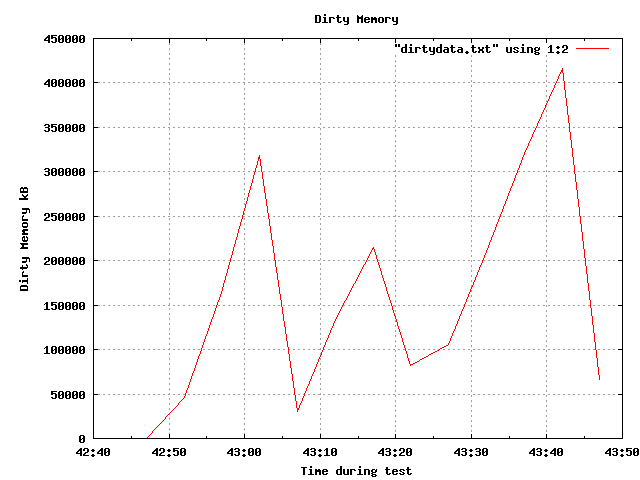 Dirty Memory
"dirtydata.txt" using 1:2
450000
400000
350000
300000
250000
200000
150000
100000
50000
0
Dirty Memory kB
42:40 42:50 43:00 43:10 43:20 43:30 43:40 43:50
Time during test